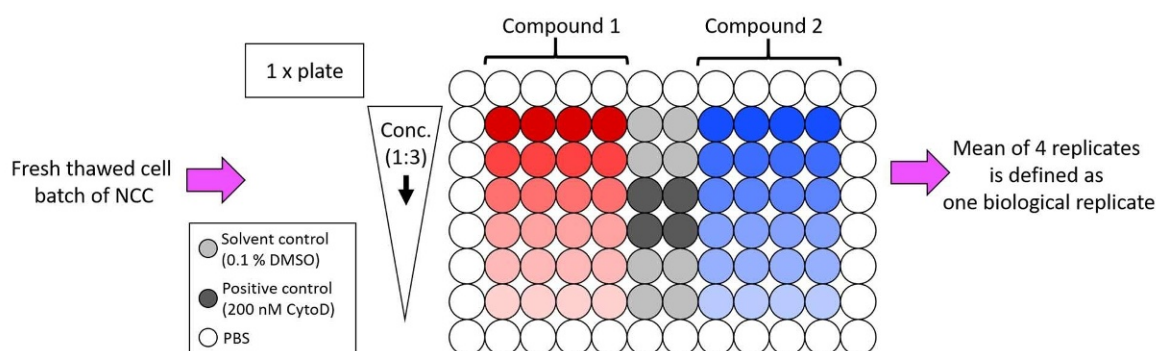 Compound 1
Compound 2
1 x plate
Conc.
(1:3)
Fresh thawed cell
batch of NCC
Mean of 4 replicates
is defined as
one biological replicate
Solvent control
(0.1 % DMSO)
Positive control
(200 nM CytoD)
PBS